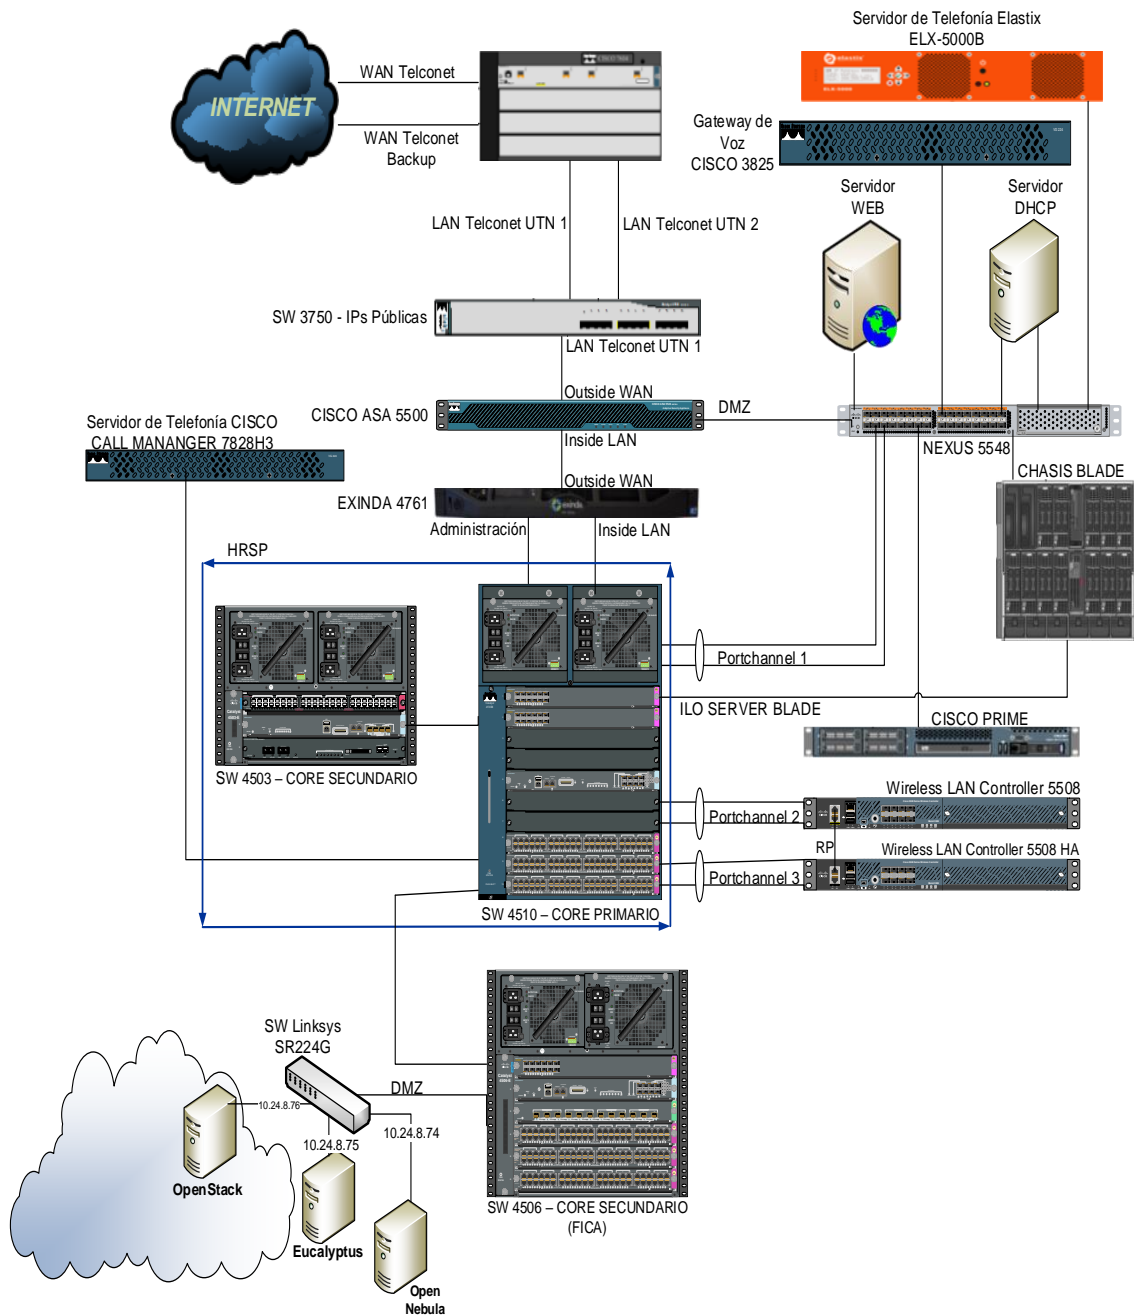 Servidor de Telefonía Elastix
ELX-5000B
WAN Telconet
INTERNET
WAN Telconet
Backup
elastix
Gateway de
Voz
CISCO 3825
Servidor
WEB
Servidor
DHCP
LAN Telconet UTN 1
LAN Telconet UTN 2
SW 3750 - IPs Públicas
LAN Telconet UTN 1
Outside WAN
CISCO ASA 5500
DMZ
Inside LAN
NEXUS 5548
Servidor de Telefonía CISCO
CALL MANANGER 7828H3
CHASIS BLADE
Outside WAN
EXINDA 4761
exinda
Administración
Inside LAN
HRSP
Portchannel 1
ILO SERVER BLADE
CISCO PRIME
SW 4503 – CORE SECUNDARIO
Wireless LAN Controller 5508
Portchannel 2
RP
Wireless LAN Controller 5508 HA
Portchannel 3
SW 4510 – CORE PRIMARIO
SW Linksys
SR224G
DMZ
10.24.8.76
10.24.8.75
10.24.8.74
OpenStack
Eucalyptus
Open
Nebula
SW 4506 – CORE SECUNDARIO
(FICA)